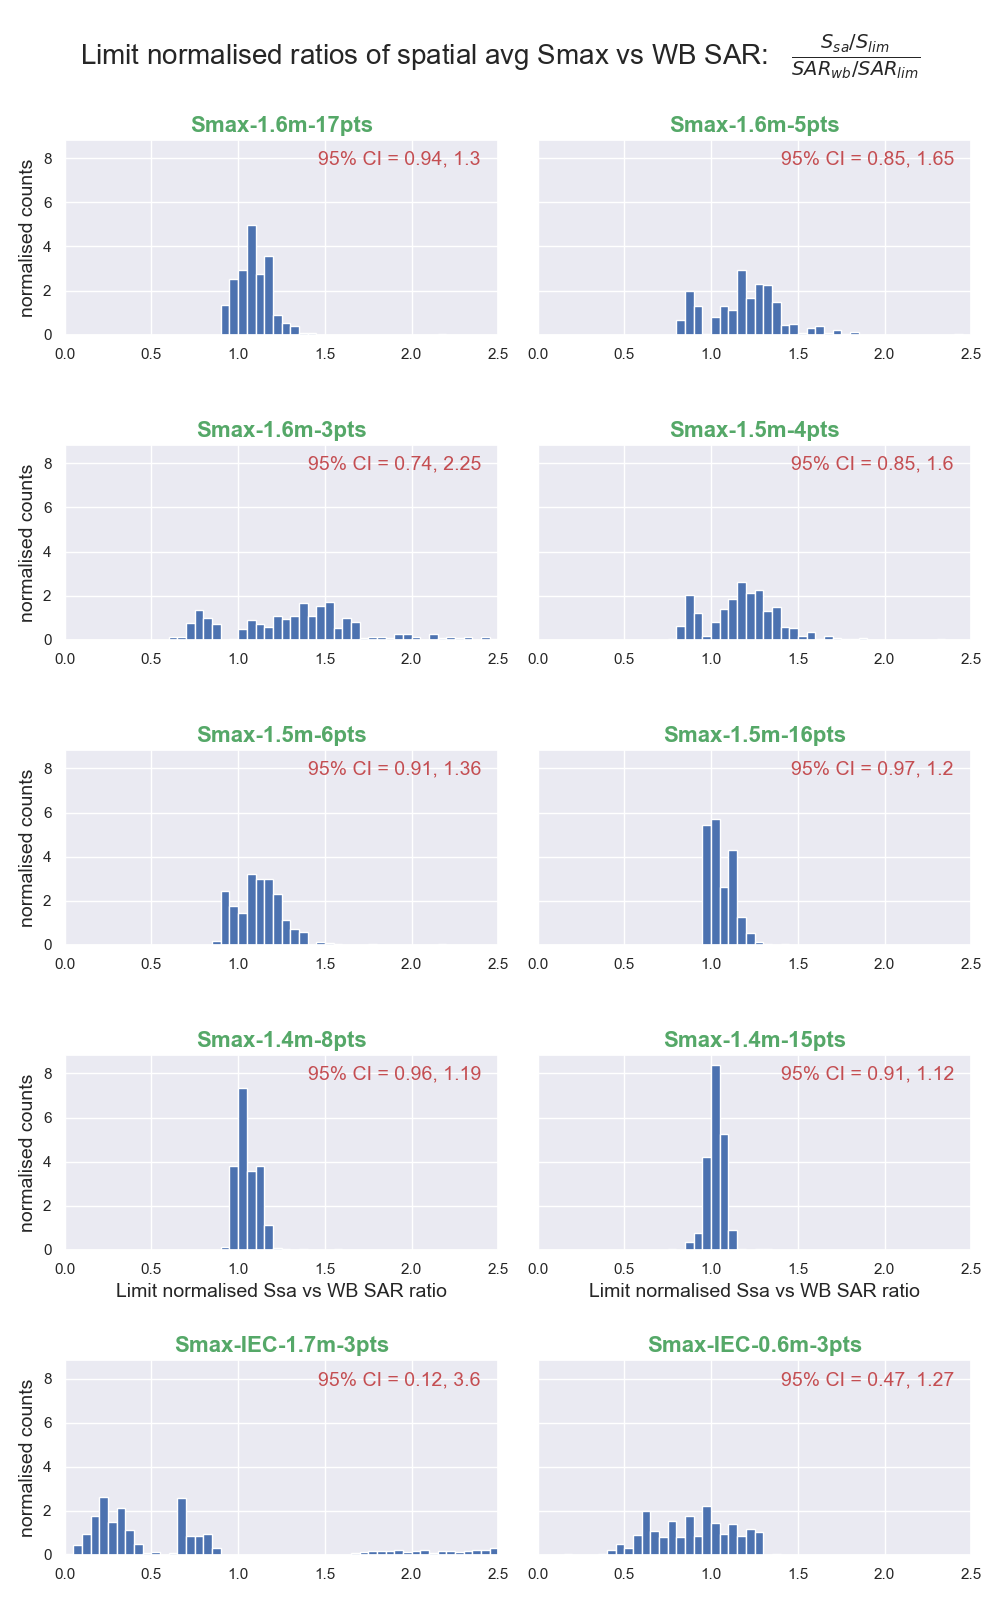 Limit normalised ratios of spatial avg Smax vs WB SAR: $\frac{S_{sa}/S_{lim}}{SAR_{wb}/SAR_{lim}}$
Smax-1.6m-17pts
95% CI = 0.94, 1.3
normalised counts
8
6
4
2
0
0.0 0.5 1.0 1.5 2.0 2.5
Smax-1.6m-5pts
95% CI = 0.85, 1.65
0.0 0.5 1.0 1.5 2.0 2.5
Smax-1.6m-3pts
95% CI = 0.74, 2.25
normalised counts
8
6
4
2
0
0.0 0.5 1.0 1.5 2.0 2.5
Smax-1.5m-4pts
95% CI = 0.85, 1.6
0.0 0.5 1.0 1.5 2.0 2.5
Smax-1.5m-6pts
95% CI = 0.91, 1.36
normalised counts
8
6
4
2
0
0.0 0.5 1.0 1.5 2.0 2.5
Smax-1.5m-16pts
95% CI = 0.97, 1.2
0.0 0.5 1.0 1.5 2.0 2.5
Smax-1.4m-8pts
95% CI = 0.96, 1.19
normalised counts
8
6
4
2
0
0.0 0.5 1.0 1.5 2.0 2.5
Limit normalised Ssa vs WB SAR ratio
Smax-1.4m-15pts
95% CI = 0.91, 1.12
0.0 0.5 1.0 1.5 2.0 2.5
Limit normalised Ssa vs WB SAR ratio
Smax-IEC-1.7m-3pts
95% CI = 0.12, 3.6
normalised counts
8
6
4
2
0
0.0 0.5 1.0 1.5 2.0 2.5
Smax-IEC-0.6m-3pts
95% CI = 0.47, 1.27
0.0 0.5 1.0 1.5 2.0 2.5